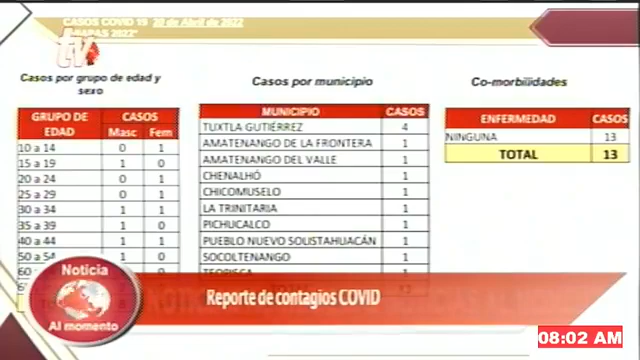 CASOS COVID 19 20 de Abril de 2022
tv
Casos por grupo de edad y sexo
GRUPO DE EDAD CASOS
Masc Fem
10 a 14 0 1
15 a 19 1 0
20 a 24 0 1
25 a 29 0 1
30 a 34 1 1
35 a 39 1 0
40 a 44 1 1
50 a 54 1 0
60
Casos por municipio
MUNICIPIO CASOS
TUXTLA GUTIÉRREZ 4
AMATENANGO DE LA FRONTERA 1
AMATENANGO DEL VALLE 1
CHENALHÓ 1
CHICOMUSELO 1
LA TRINITARIA 1
PICHUCALCO 1
PUEBLO NUEVO SOLISTAHUACÁN 1
SOCOLTENANGO 1
TEOPISCA
Co-morbilidades
ENFERMEDAD CASOS
NINGUNA 13
TOTAL 13
Noticia
Al momento
Reporte de contagios COVID
08:02 AM